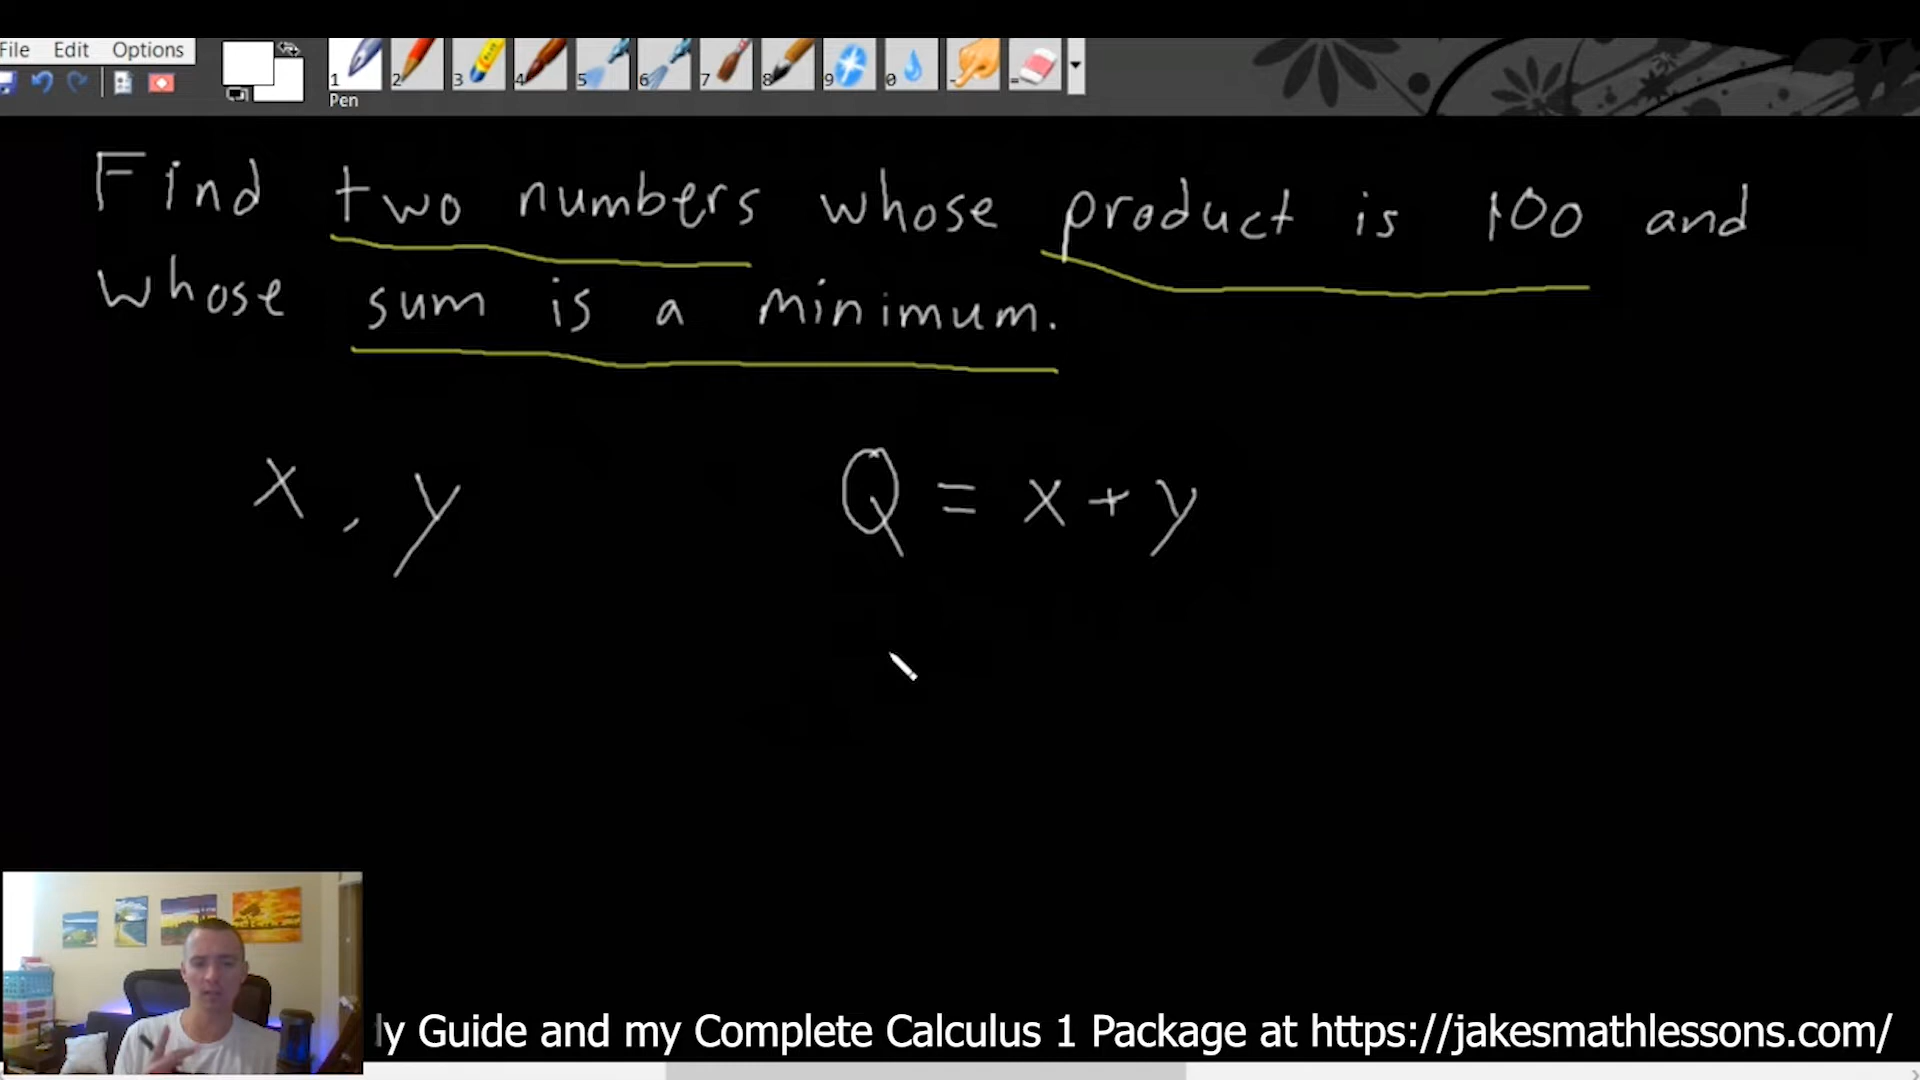 File Edit Options
1 2 3 4 5 6 7 8 9 0 - =
Pen
Find two numbers whose product is 100 and
whose sum is a minimum.
x, y
Q = x + y
Guide and my Complete Calculus 1 Package at https://jakesmathlessons.com/